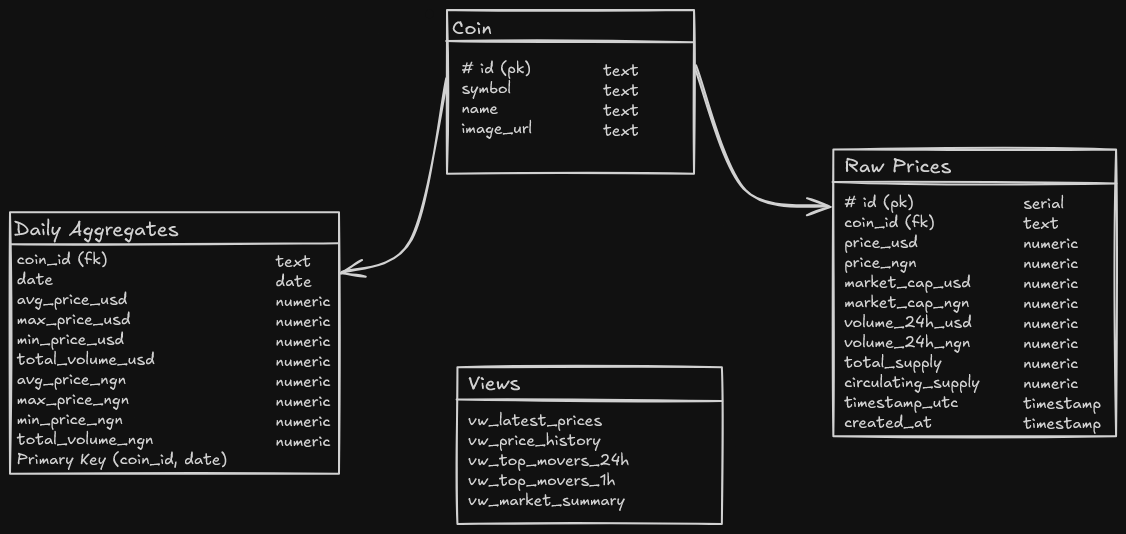 Coin
# id (pk) text
symbol text
name text
image_url text
Raw Prices
# id (pk) serial
coin_id (fk) text
price_usd numeric
price_ngn numeric
market_cap_usd numeric
market_cap_ngn numeric
volume_24h_usd numeric
volume_24h_ngn numeric
total_supply numeric
circulating_supply numeric
timestamp_utc timestamp
created_at timestamp
Daily Aggregates
coin_id (fk) text
date date
avg_price_usd numeric
max_price_usd numeric
min_price_usd numeric
total_volume_usd numeric
avg_price_ngn numeric
max_price_ngn numeric
min_price_ngn numeric
total_volume_ngn numeric
Primary Key (coin_id, date)
Views
vw_latest_prices
vw_price_history
vw_top_movers_24h
vw_top_movers_1h
vw_market_summary